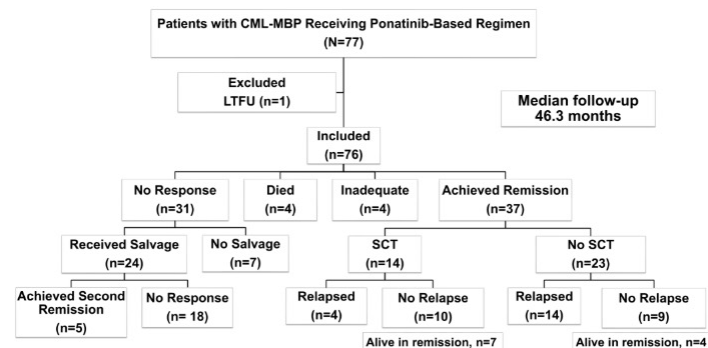 Patients with CML-MBP Receiving Ponatinib-Based Regimen
(N=77)
Excluded
LTFU (n=1)
Median follow-up
46.3 months
Included
(n=76)
No Response
(n=31)
Died
(n=4)
Inadequate
(n=4)
Achieved Remission
(n=37)
Received Salvage
(n=24)
No Salvage
(n=7)
SCT
(n=14)
No SCT
(n=23)
Achieved Second
Remission
(n=5)
No Response
(n= 18)
Relapsed
(n=4)
No Relapse
(n=10)
Relapsed
(n=14)
No Relapse
(n=9)
Alive in remission, n=7
Alive in remission, n=4